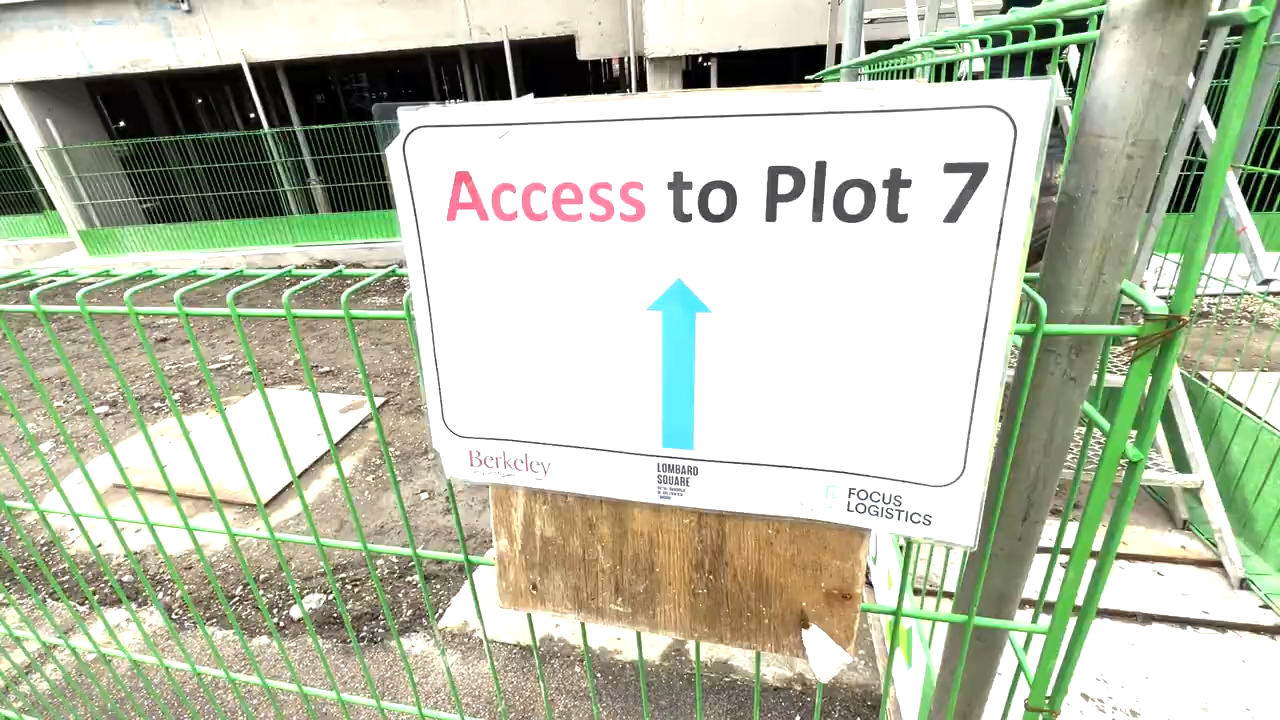 Access to Plot 7
Berkeley
LOMBARD
SQUARE
FOCUS
LOGISTICS